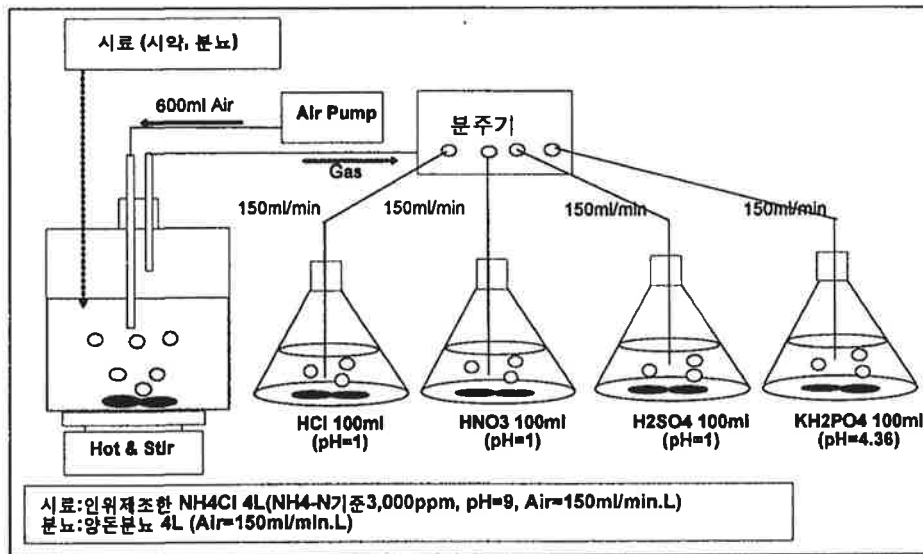 시료 (시약, 분뇨)
600ml Air
Air Pump
분주기
Gas
150ml/min
150ml/min
150ml/min
150ml/min
HCl 100ml
(pH=1)
HNO3 100ml
(pH=1)
H2SO4 100ml
(pH=1)
KH2PO4 100ml
(pH=4.36)
Hot & Stir
시료:인위제조한 NH4Cl 4L(NH4-N기준3,000ppm, pH=9, Air=150ml/min.L)
분뇨:양돈분뇨 4L (Air=150ml/min.L)